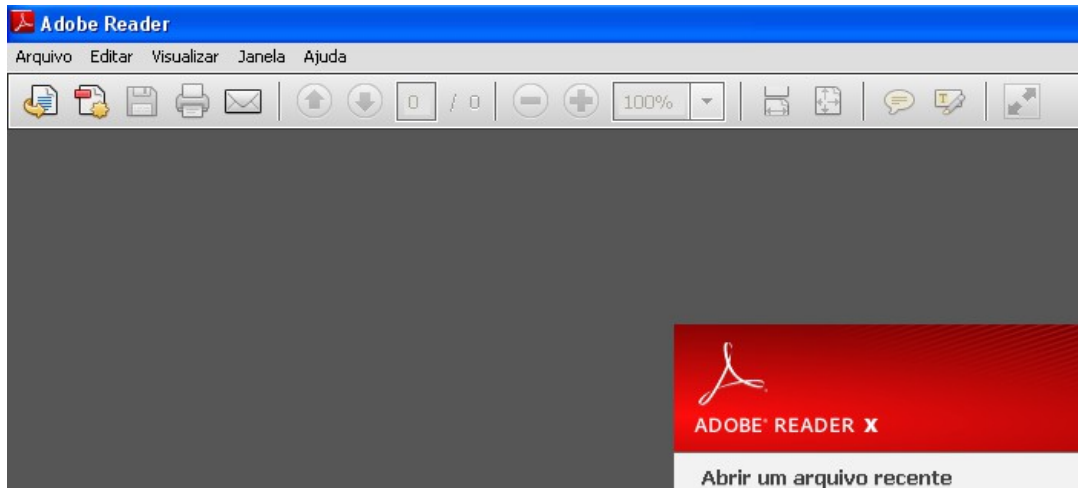 Adobe Reader
Arquivo Editar Visualizar Janela Ajuda
0 / 0 100%
ADOBE® READER X
Abrir um arquivo recente